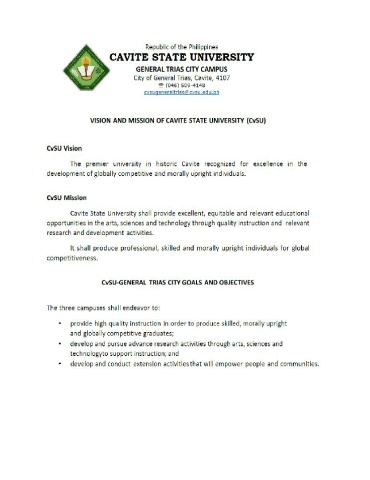 Republic of the Philippines
CAVITE STATE UNIVERSITY
GENERAL TRIAS CITY CAMPUS
City of General Trias, Cavite, 4107
☎ (046) 509-4148
cvsugeneraltrias@cvsu.edu.ph
VISION AND MISSION OF CAVITE STATE UNIVERSITY (CvSU)
CvSU Vision
The premier university in historic Cavite recognized for excellence in the
development of globally competitive and morally upright individuals.
CvSU Mission
Cavite State University shall provide excellent, equitable and relevant educational
opportunities in the arts, sciences and technology through quality instruction and relevant
research and development activities.
It shall produce professional, skilled and morally upright individuals for global
competitiveness.
CvSU-GENERAL TRIAS CITY GOALS AND OBJECTIVES
The three campuses shall endeavor to:
• provide high quality instruction in order to produce skilled, morally upright
and globally competitive graduates;
• develop and pursue advance research activities through arts, sciences and
technologyto support instruction; and
• develop and conduct extension activities that will empower people and communities.